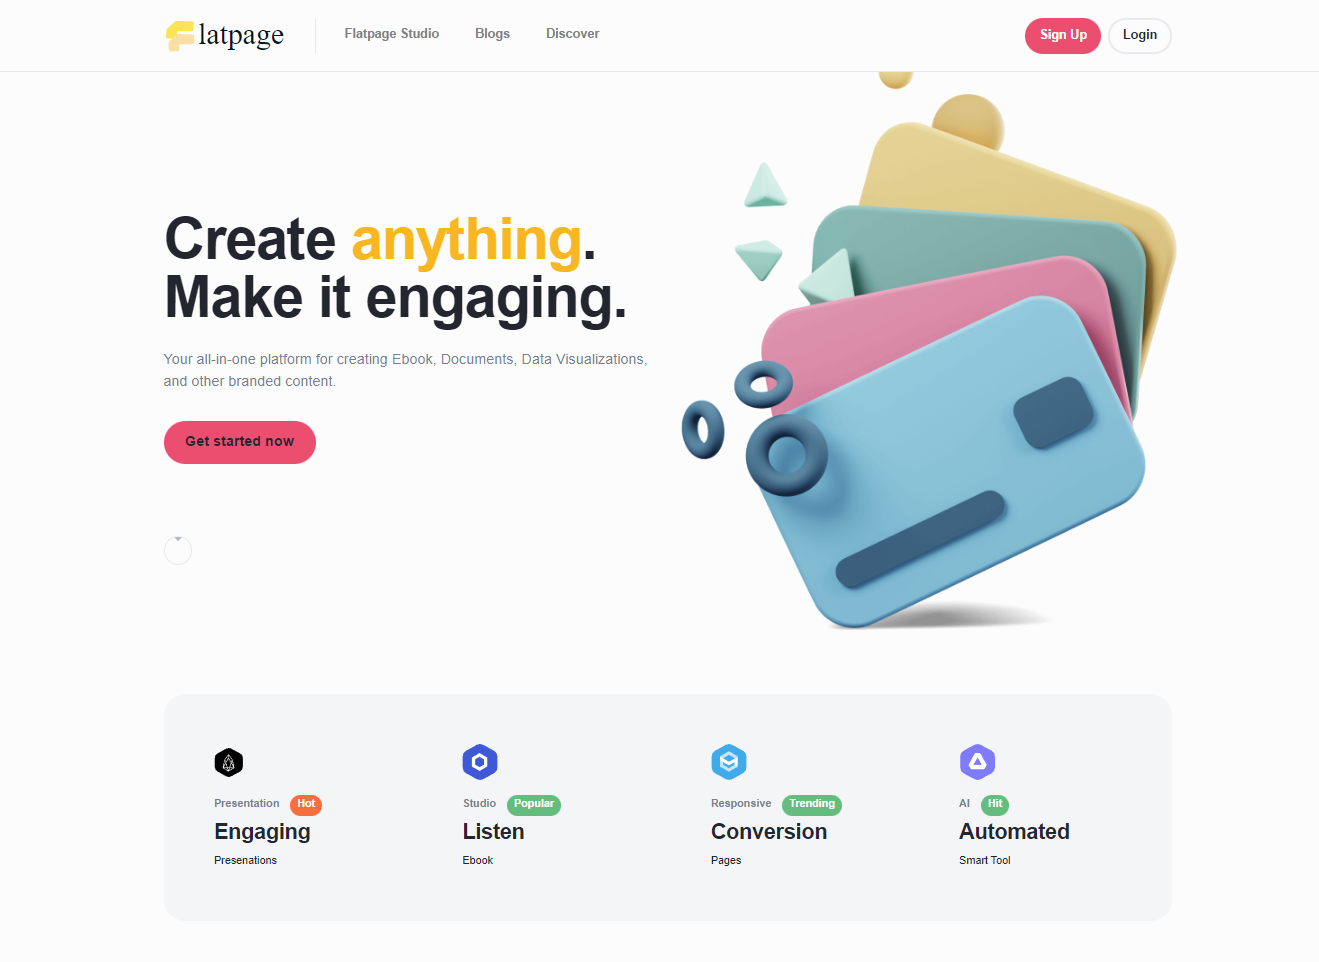 Flatpage
Flatpage Studio
Blogs
Discover
Sign Up
Login
Create anything.
Make it engaging.
Your all-in-one platform for creating Ebook, Documents, Data Visualizations,
and other branded content.
Get started now
Presentation Hot
Engaging
Presenations
Studio Popular
Listen
Ebook
Responsive Trending
Conversion
Pages
AI Hit
Automated
Smart Tool